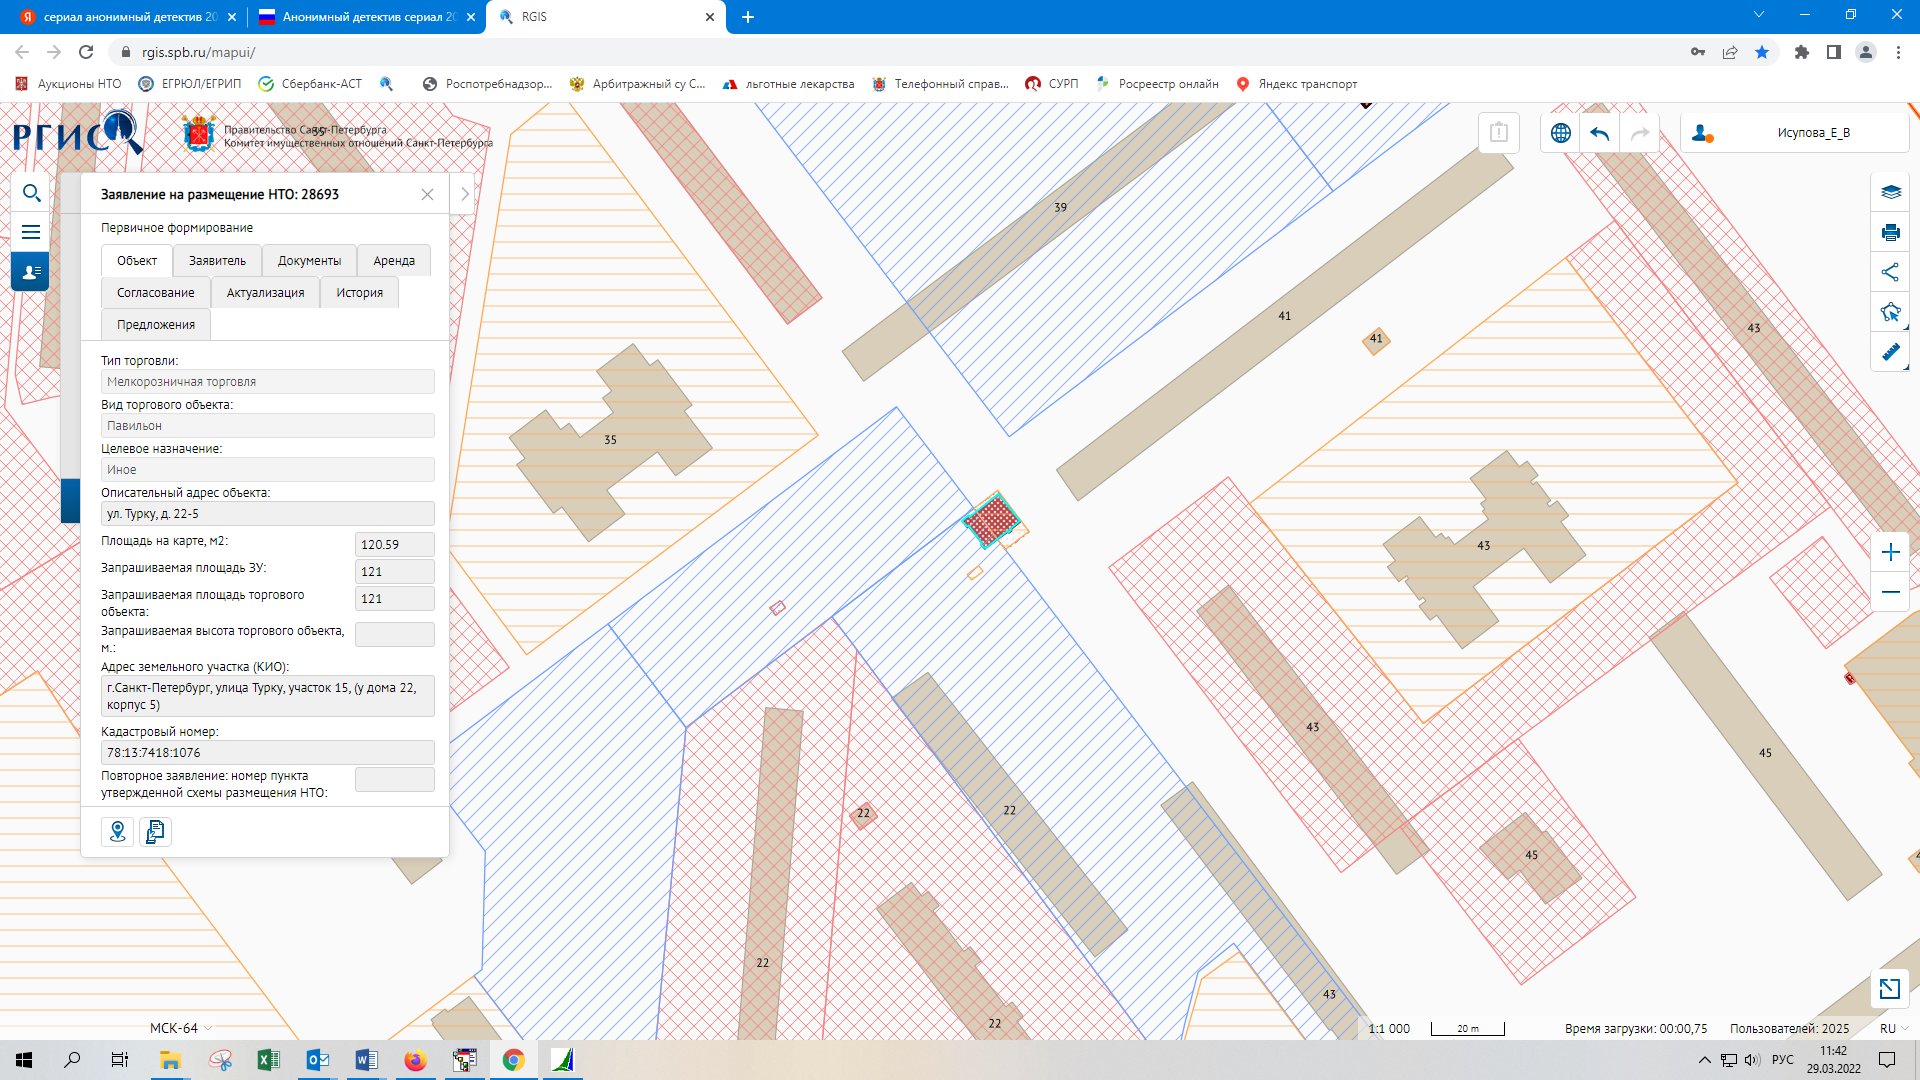 сериал анонимный детектив 20
Анонимный детектив сериал 20
RGIS
rgis.spb.ru/mapui/
Аукционы НТО
ЕГРЮЛ/ЕГРИП
Сбербанк-АСТ
Роспотребнадзор...
Арбитражный су С...
льготные лекарства
Телефонный справ...
СУРП
Росреестр онлайн
Яндекс транспорт
РГИС
Правительство Санкт-Петербурга
Комитет имущественных отношений Санкт-Петербурга
Исупова_Е_В
Заявление на размещение НТО: 28693
Первичное формирование
Объект
Заявитель
Документы
Аренда
Согласование
Актуализация
История
Предложения
Тип торговли:
Мелкорозничная торговля
Вид торгового объекта:
Павильон
Целевое назначение:
Иное
Описательный адрес объекта:
ул. Турку, д. 22-5
Площадь на карте, м2:
120.59
Запрашиваемая площадь ЗУ:
121
Запрашиваемая площадь торгового
объекта:
121
Запрашиваемая высота торгового объекта,
м.:
Адрес земельного участка (КИО):
г.Санкт-Петербург, улица Турку, участок 15, (у дома 22,
корпус 5)
Кадастровый номер:
78:13:7418:1076
Повторное заявление: номер пункта
утвержденной схемы размещения НТО:
35
39
41
41
43
35
43
43
45
22
22
45
22
43
22
МСК-64
1:1 000
20 m
Время загрузки: 00:00,75
Пользователей: 2025
RU
РУС
11:42
29.03.2022